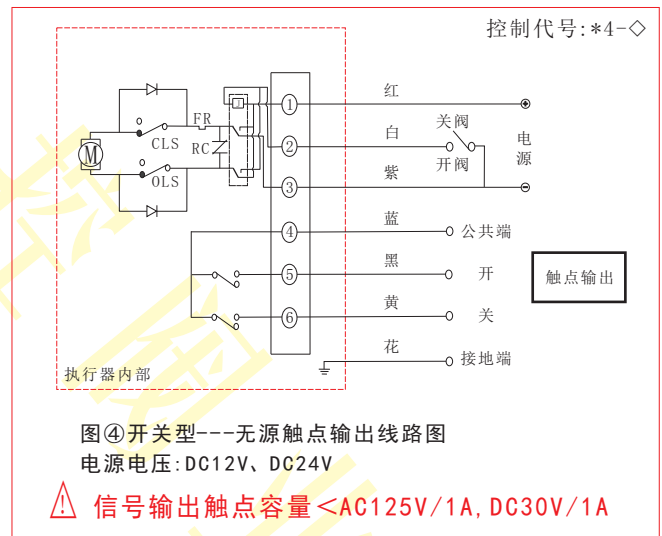 控制代号:*4-◇
红
①
J
关阀
FR
白
电源
CLS
②
RC
M
开阀
紫
OLS
③
蓝
④
公共端
黑
⑤
开
触点输出
黄
⑥
关
花
接地端
执行器内部
图④开关型---无源触点输出线路图
电源电压:DC12V、DC24V
信号输出触点容量<AC125V/1A,DC30V/1A